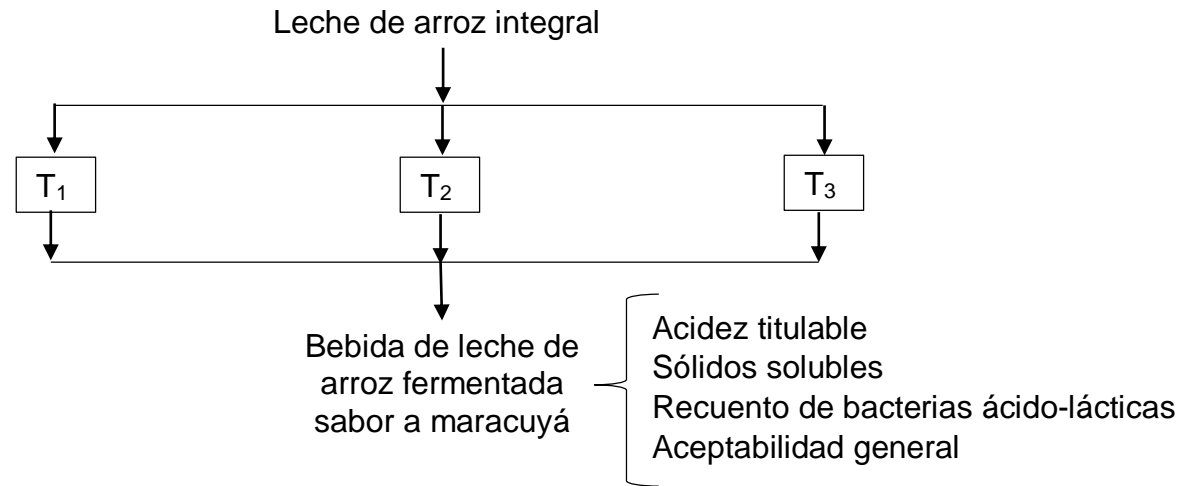 Leche de arroz integral
T₁
T₂
T₃
Bebida de leche de
arroz fermentada
sabor a maracuyá
Acidez titulable
Sólidos solubles
Recuento de bacterias ácido-lácticas
Aceptabilidad general